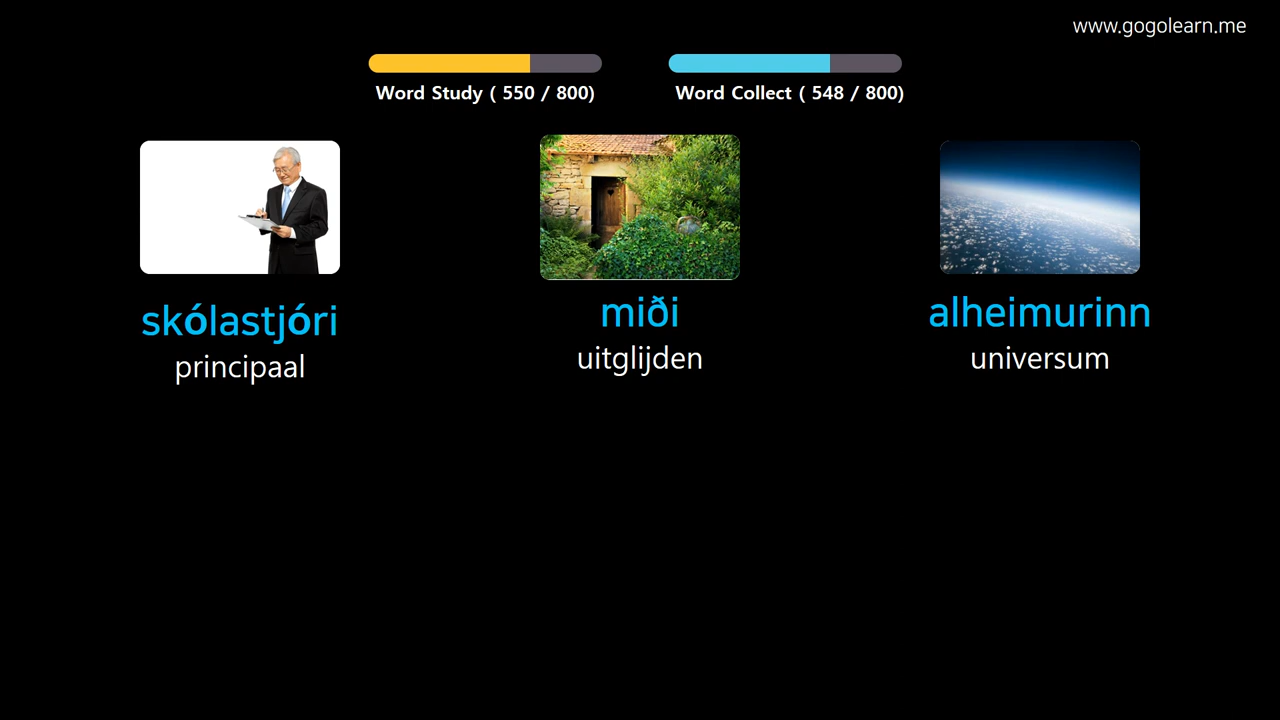 www.gogolearn.me
Word Study ( 550 / 800)
Word Collect ( 548 / 800)
skólastjóri
principaal
miði
uitglijden
alheimurinn
universum